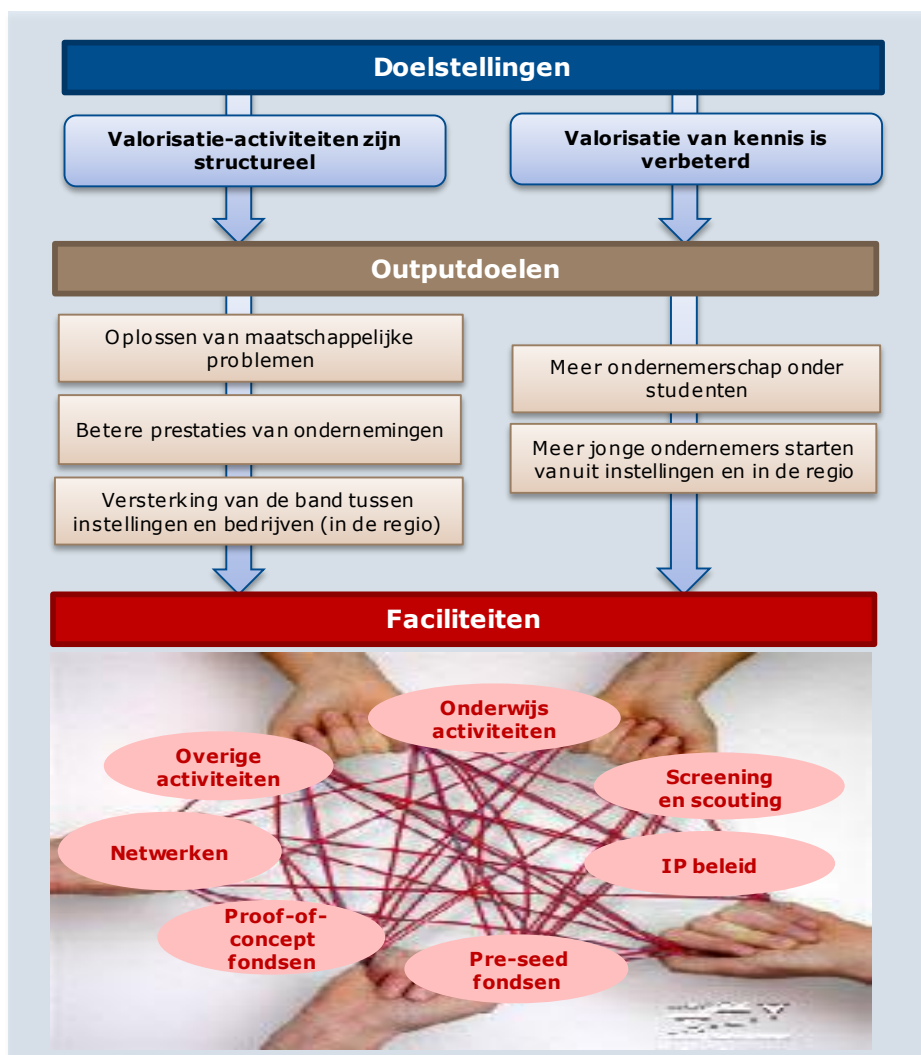 Doelstellingen
Valorisatie-activiteiten zijn
structureel
Valorisatie van kennis is
verbeterd
Outputdoelen
Oplossen van maatschappelijke
problemen
Betere prestaties van ondernemingen
Versterking van de band tussen
instellingen en bedrijven (in de regio)
Meer ondernemerschap onder
studenten
Meer jonge ondernemers starten
vanuit instellingen en in de regio
Faciliteiten
Onderwijs
activiteiten
Overige
activiteiten
Screening
en scouting
Netwerken
IP beleid
Proof-of-
concept
fondsen
Pre-seed
fondsen